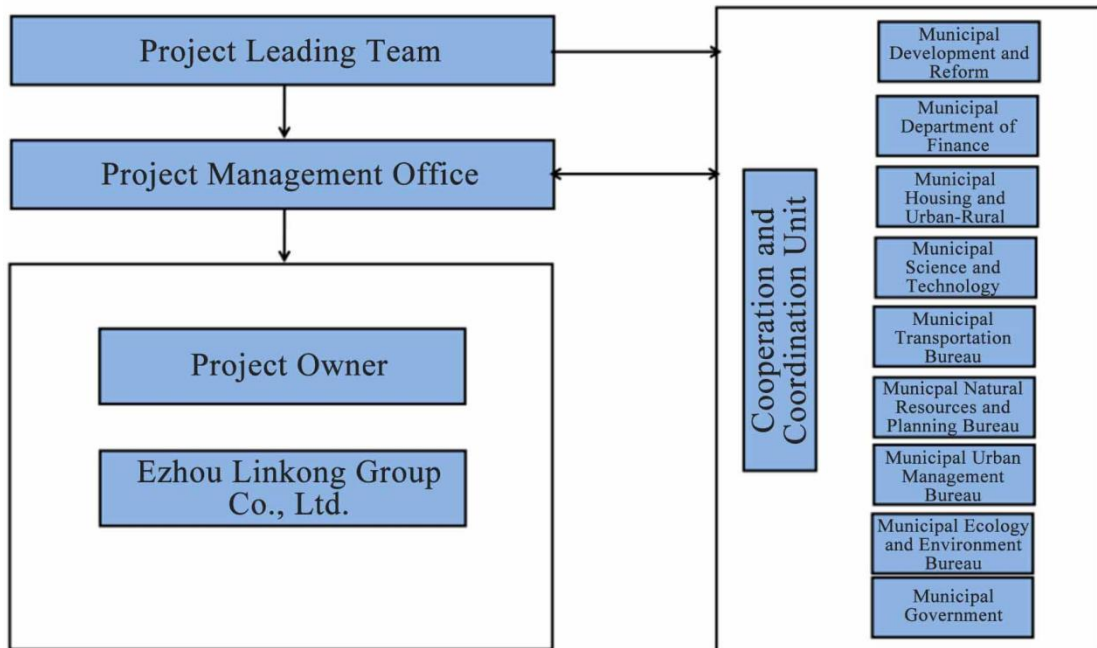 Project Leading Team
Project Management Office
Project Owner
Ezhou Linkong Group
Co., Ltd.
Cooperation and
Coordination Unit
Municipal
Development and
Reform
Municipal
Department of
Finance
Municipal
Housing and
Urban-Rural
Municipal
Science and
Technology
Municipal
Transportation
Bureau
Municpal Natural
Resources and
Planning Bureau
Municipal Urban
Management
Bureau
Municipal Ecology
and Environment
Bureau
Municipal
Government